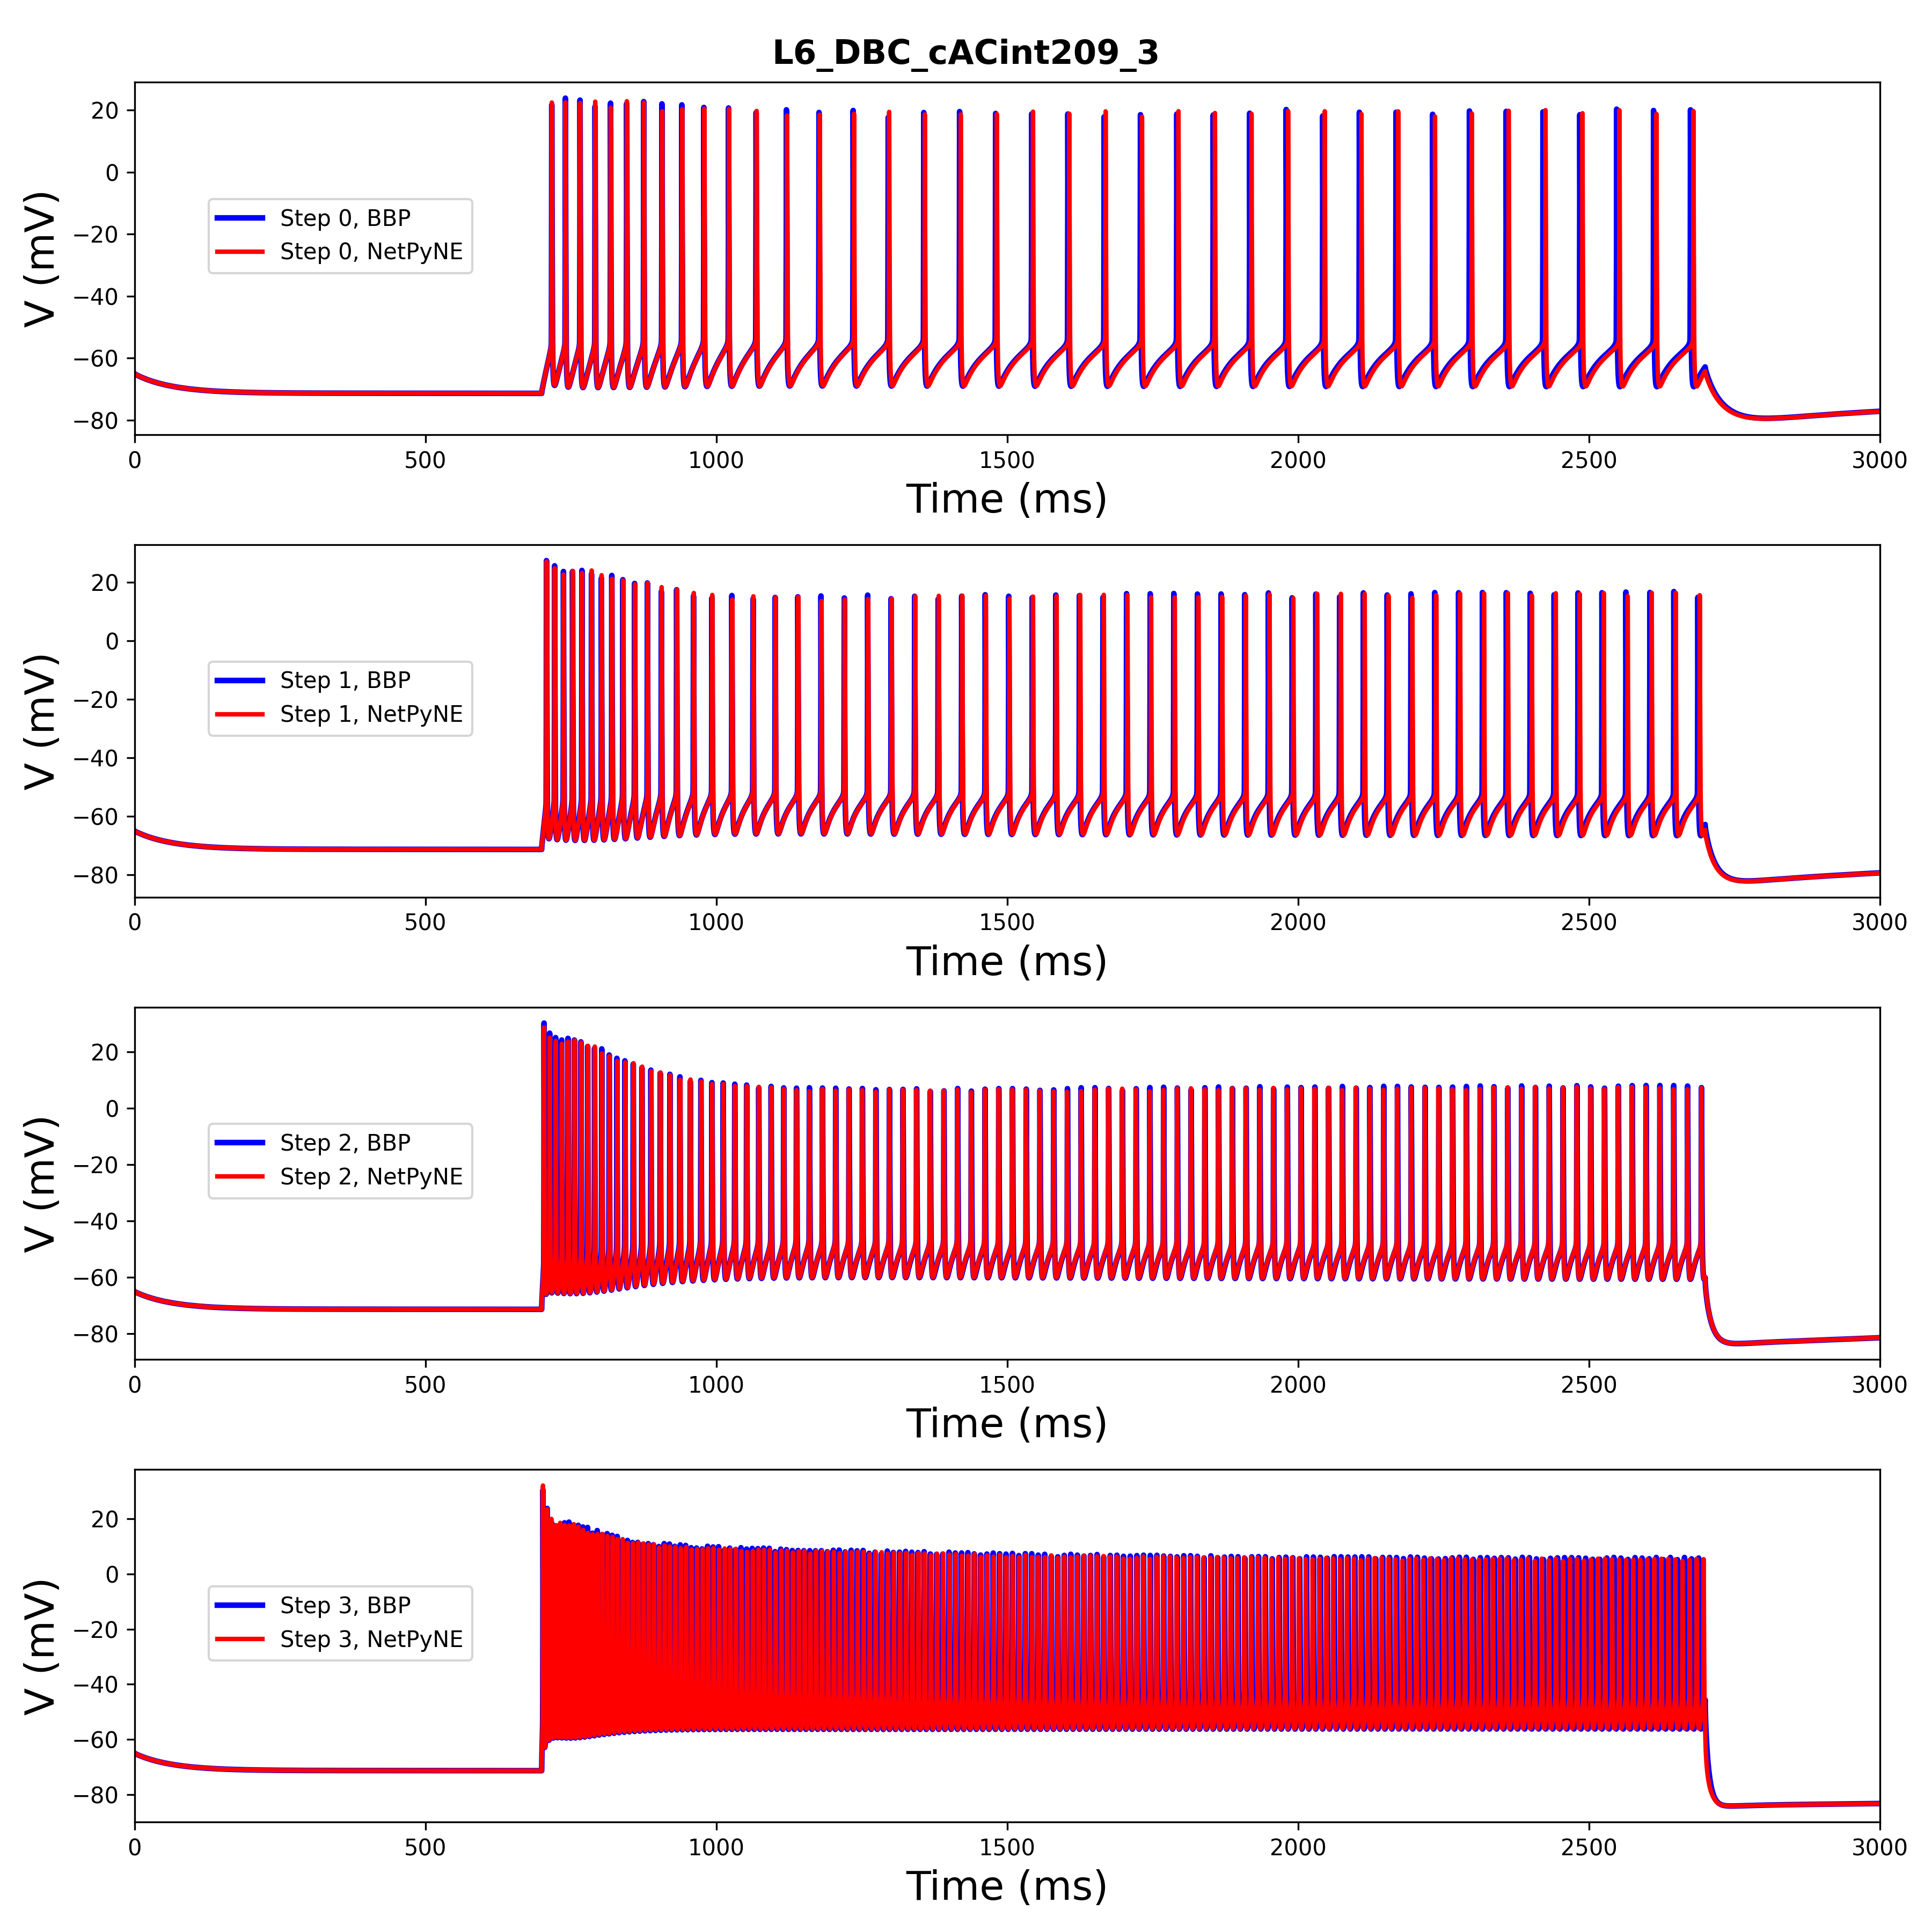 L6_DBC_cACint209_3
V (mV)
20
0
−20
−40
−60
−80
Step 0, BBP
Step 0, NetPyNE
0 500 1000 1500 2000 2500 3000
Time (ms)
V (mV)
20
0
−20
−40
−60
−80
Step 1, BBP
Step 1, NetPyNE
0 500 1000 1500 2000 2500 3000
Time (ms)
V (mV)
20
0
−20
−40
−60
−80
Step 2, BBP
Step 2, NetPyNE
0 500 1000 1500 2000 2500 3000
Time (ms)
V (mV)
20
0
−20
−40
−60
−80
Step 3, BBP
Step 3, NetPyNE
0 500 1000 1500 2000 2500 3000
Time (ms)